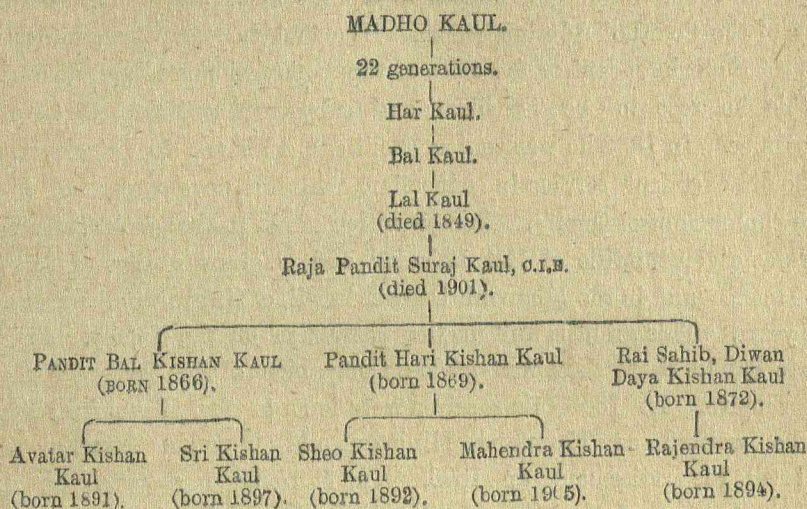 MADHO KAUL.
22 generations.
Har Kaul.
Bal Kaul.
Lal Kaul
(died 1849).
Raja Pandit Suraj Kaul, C.I.E.
(died 1901).
PANDIT BAL KISHAN KAUL
(BORN 1866).
Pandit Hari Kishan Kaul
(born 1869).
Rai Sahib, Diwan
Daya Kishan Kaul
(born 1872).
Avatar Kishan
Kaul
(born 1891).
Sri Kishan
Kaul
(born 1897).
Sheo Kishan
Kaul
(born 1892).
Mahendra Kishan
Kaul
(born 1905).
Rajendra Kishan
Kaul
(born 1894).